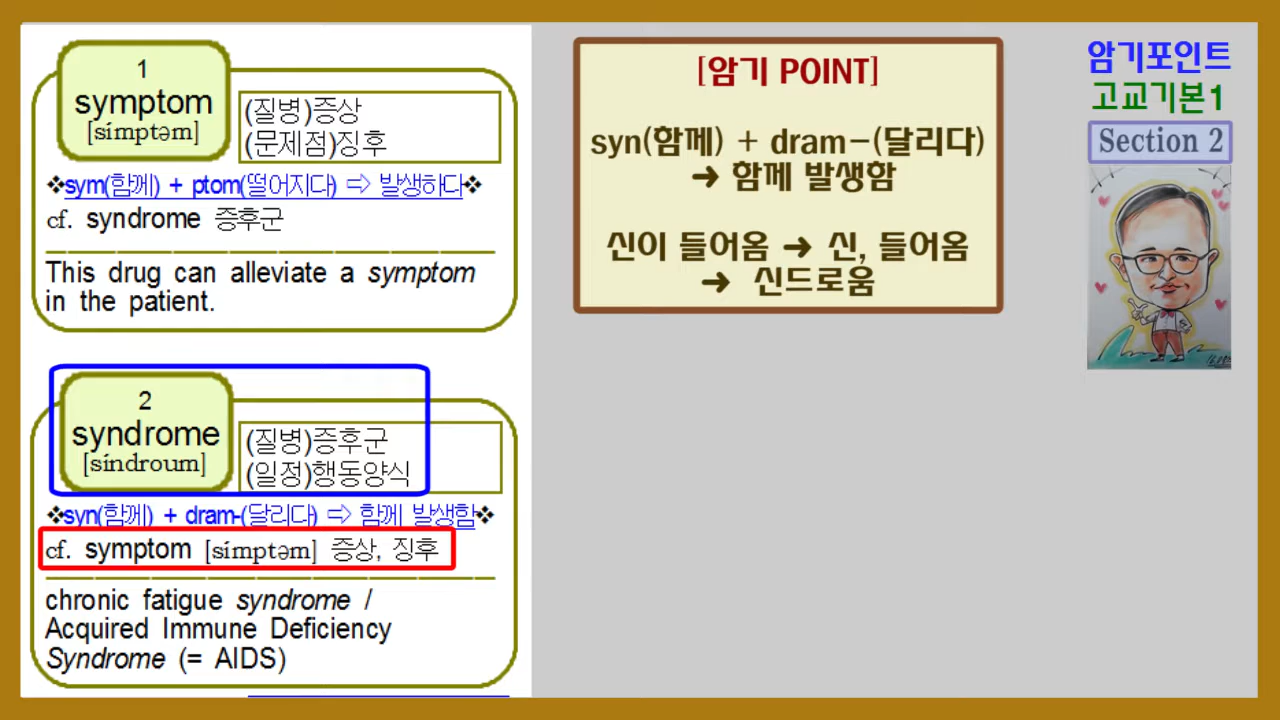 1
symptom
[símptəm]
(질병)증상
(문제점)징후
❖sym(함께) + ptom(떨어지다) ⇨ 발생하다❖
cf. syndrome 증후군
This drug can alleviate a symptom
in the patient.
2
syndrome
[síndroum]
(질병)증후군
(일정)행동양식
❖syn(함께) + dram-(달리다) ⇨ 함께 발생함❖
cf. symptom [símptəm] 증상, 징후
chronic fatigue syndrome /
Acquired Immune Deficiency
Syndrome (= AIDS)
[암기 POINT]
syn(함께) + dram-(달리다)
➜ 함께 발생함
신이 들어옴 ➜ 신, 들어옴
➜ 신드로움
암기포인트
고교기본1
Section 2